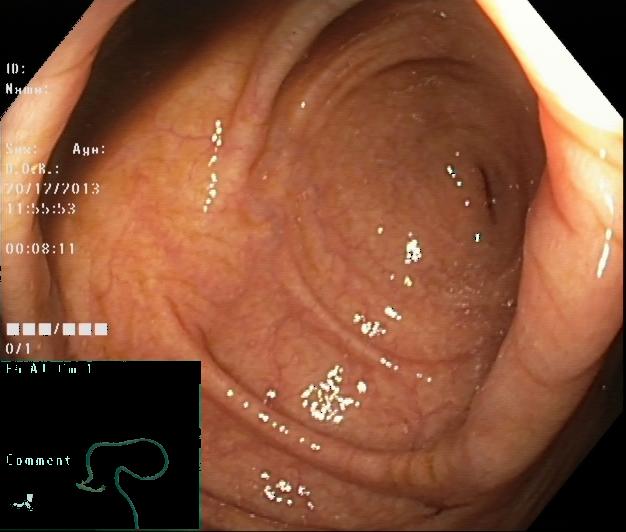 ID:
Name:
Sex: Age:
D.O.B.:
20/12/2013
11:55:53
00:08:11
■■■/■■■
0/1
Comment